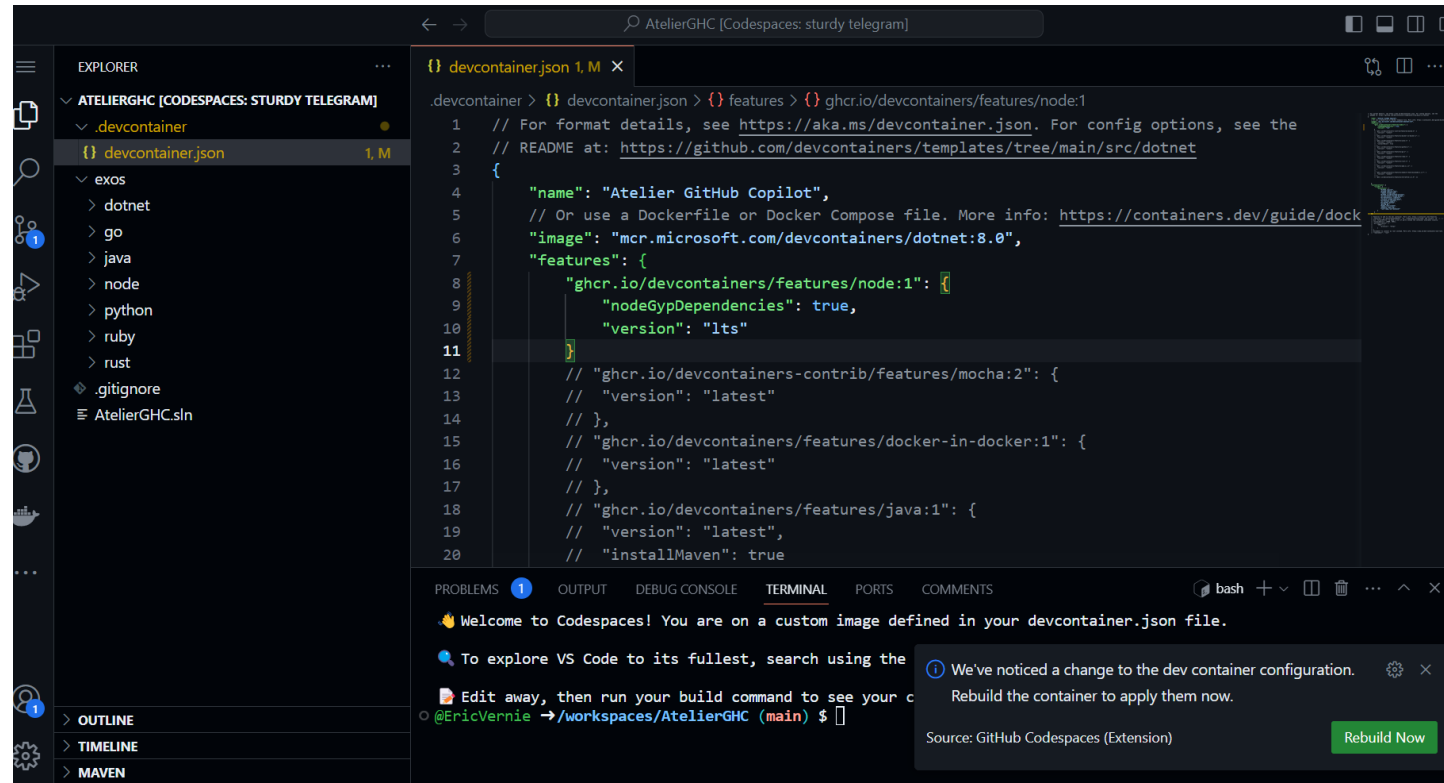 AtelierGHC [Codespaces: sturdy telegram]
EXPLORER
ATELIERGHC [CODESPACES: STURDY TELEGRAM]
.devcontainer
{} devcontainer.json 1, M
exos
dotnet
go
java
node
python
ruby
rust
.gitignore
AtelierGHC.sln
OUTLINE
TIMELINE
MAVEN
1
1
{} devcontainer.json 1, M
.devcontainer > {} devcontainer.json > {} features > {} ghcr.io/devcontainers/features/node:1
1 // For format details, see https://aka.ms/devcontainer.json. For config options, see the
2 // README at: https://github.com/devcontainers/templates/tree/main/src/dotnet
3 {
4 "name": "Atelier GitHub Copilot",
5 // Or use a Dockerfile or Docker Compose file. More info: https://containers.dev/guide/dock
6 "image": "mcr.microsoft.com/devcontainers/dotnet:8.0",
7 "features": {
8 "ghcr.io/devcontainers/features/node:1": {
9 "nodeGypDependencies": true,
10 "version": "lts"
11 }
12 // "ghcr.io/devcontainers-contrib/features/mocha:2": {
13 // "version": "latest"
14 // },
15 // "ghcr.io/devcontainers/features/docker-in-docker:1": {
16 // "version": "latest"
17 // },
18 // "ghcr.io/devcontainers/features/java:1": {
19 // "version": "latest",
20 // "installMaven": true
PROBLEMS 1 OUTPUT DEBUG CONSOLE TERMINAL PORTS COMMENTS bash
Welcome to Codespaces! You are on a custom image defined in your devcontainer.json file.
To explore VS Code to its fullest, search using the
Edit away, then run your build command to see your c
@EricVernie ➜/workspaces/AtelierGHC (main) $
We've noticed a change to the dev container configuration.
Rebuild the container to apply them now.
Source: GitHub Codespaces (Extension)
Rebuild Now